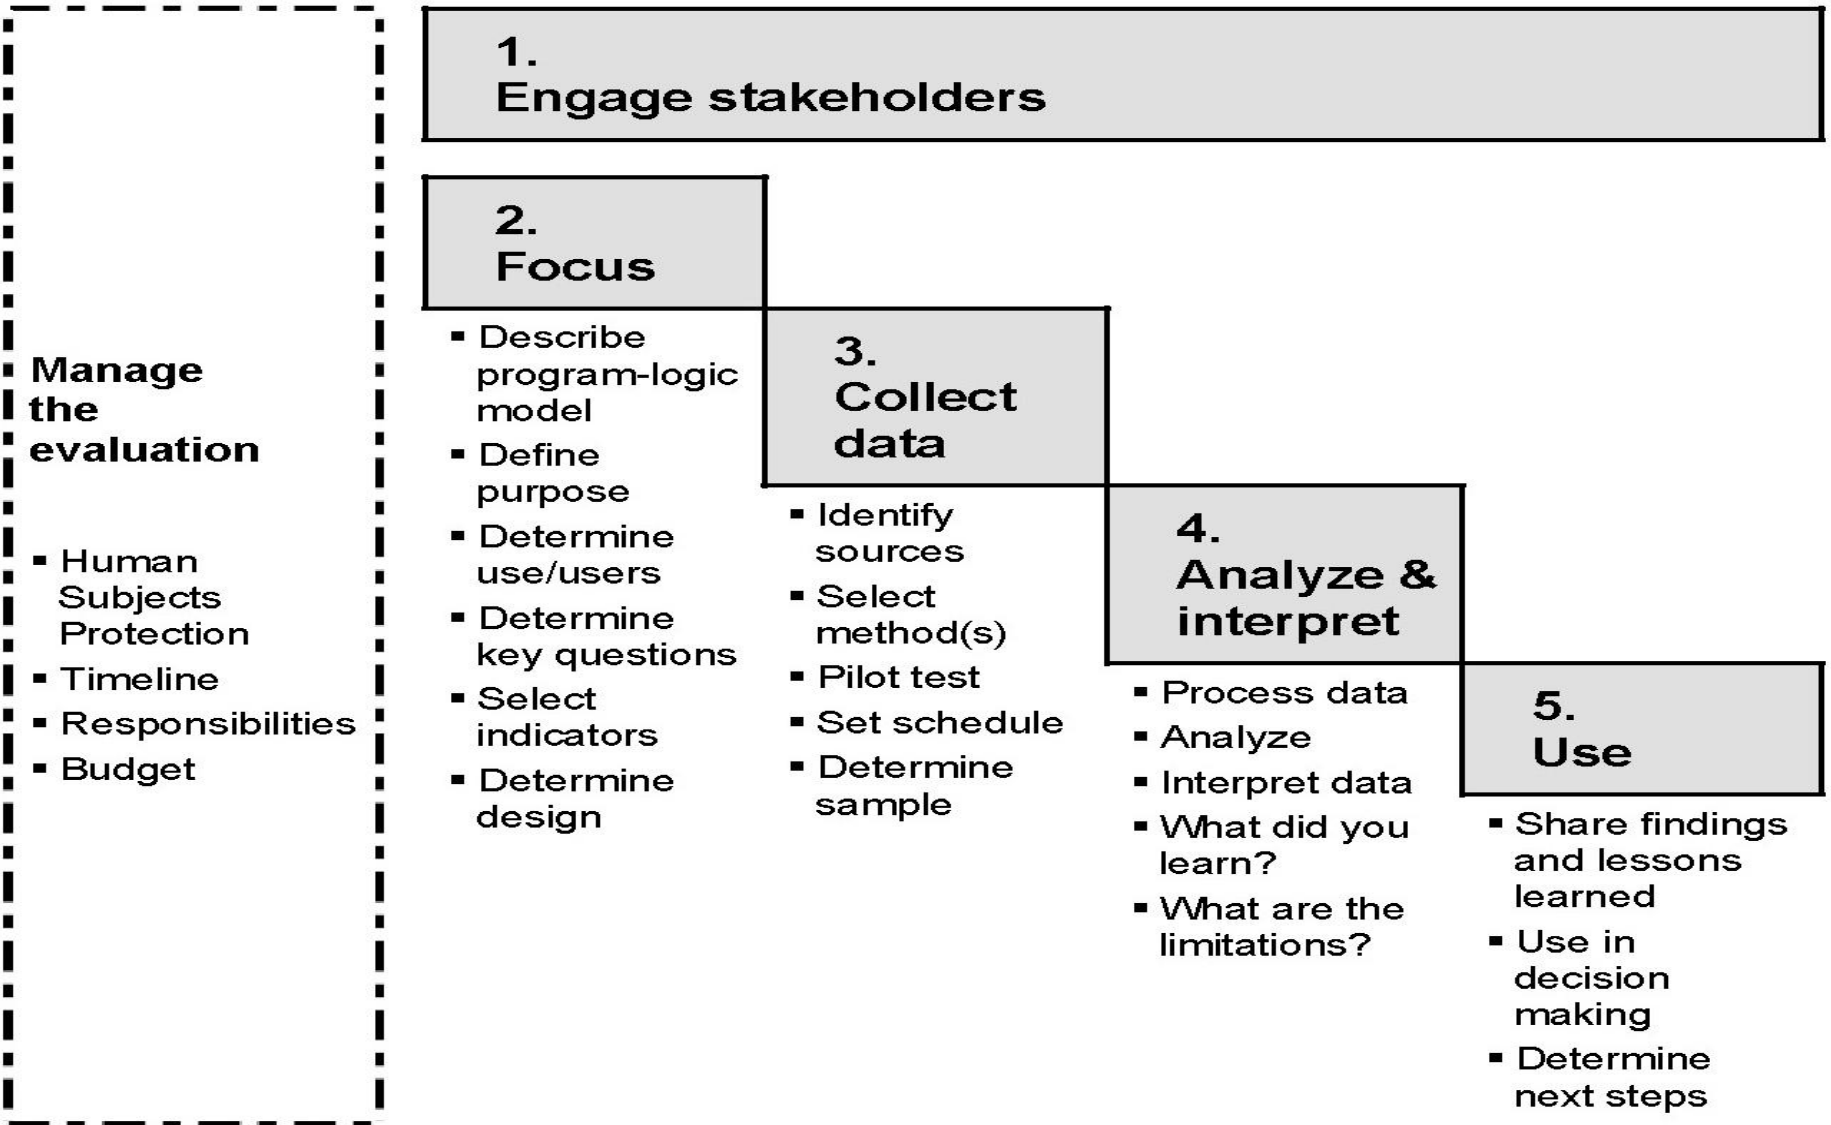 Manage
the
evaluation
▪ Human
Subjects
Protection
▪ Timeline
▪ Responsibilities
▪ Budget
1.
Engage stakeholders
2.
Focus
▪ Describe
program-logic
model
▪ Define
purpose
▪ Determine
use/users
▪ Determine
key questions
▪ Select
indicators
▪ Determine
design
3.
Collect
data
▪ Identify
sources
▪ Select
method(s)
▪ Pilot test
▪ Set schedule
▪ Determine
sample
4.
Analyze &
interpret
▪ Process data
▪ Analyze
▪ Interpret data
▪ What did you
learn?
▪ What are the
limitations?
5.
Use
▪ Share findings
and lessons
learned
▪ Use in
decision
making
▪ Determine
next steps